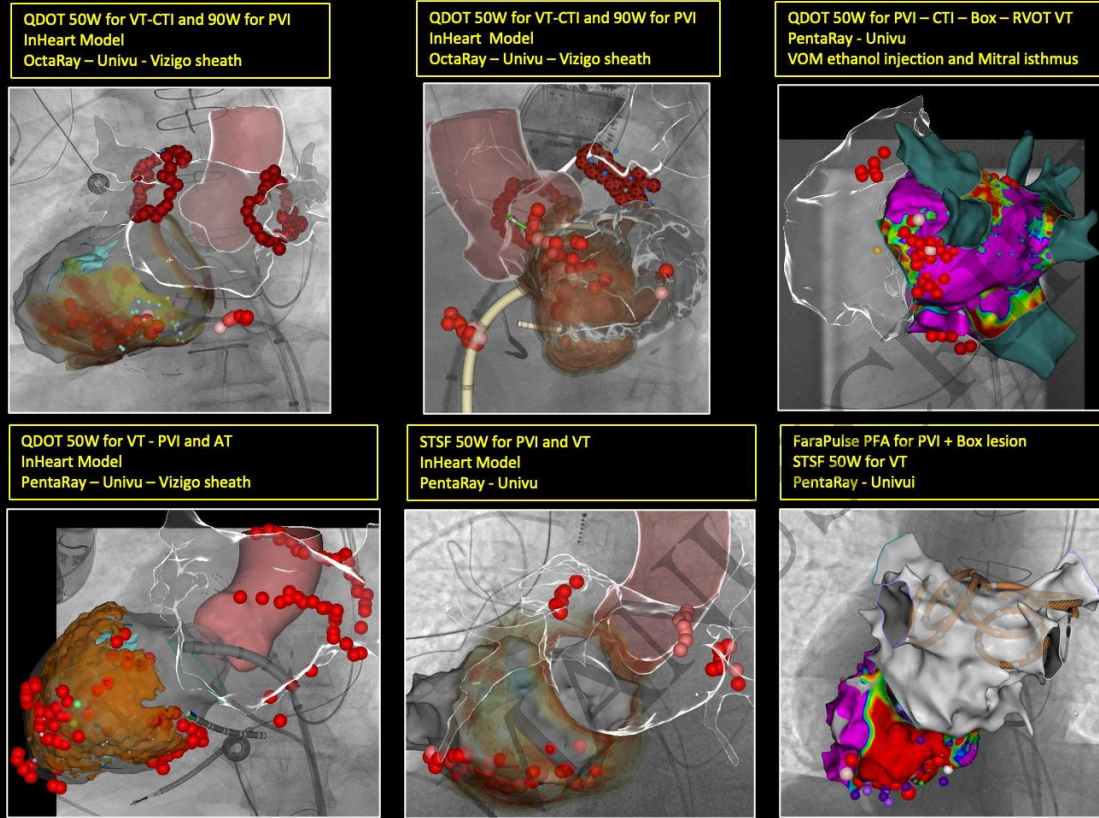 QDOT 50W for VT-CTI and 90W for PVI
InHeart Model
OctaRay – Univu - Vizigo sheath
QDOT 50W for VT-CTI and 90W for PVI
InHeart Model
OctaRay – Univu – Vizigo sheath
QDOT 50W for PVI – CTI – Box – RVOT VT
PentaRay - Univu
VOM ethanol injection and Mitral isthmus
QDOT 50W for VT - PVI and AT
InHeart Model
PentaRay – Univu – Vizigo sheath
STSF 50W for PVI and VT
InHeart Model
PentaRay - Univu
FaraPulse PFA for PVI + Box lesion
STSF 50W for VT
PentaRay - Univui